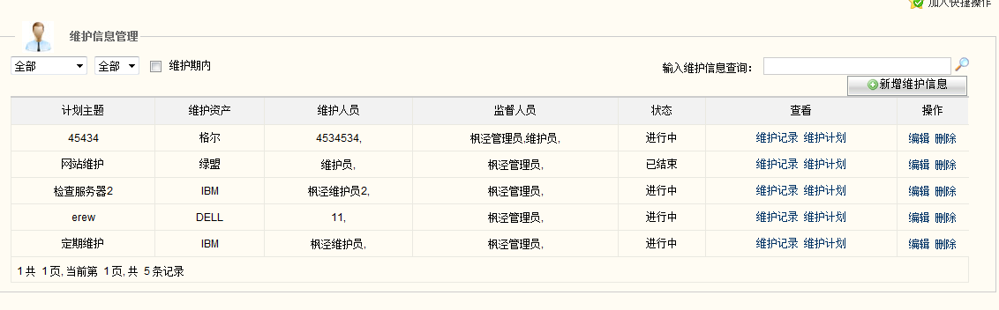 加入快捷操作
维护信息管理
全部 全部 维护期内 输入维护信息查询：
新增维护信息
计划主题 维护资产 维护人员 监督人员 状态 查看 操作
45434 格尔 4534534, 枫泾管理员,维护员, 进行中 维护记录 维护计划 编辑 删除
网站维护 绿盟 维护员, 枫泾管理员, 已结束 维护记录 维护计划 编辑 删除
检查服务器2 IBM 枫泾维护员2, 枫泾管理员, 进行中 维护记录 维护计划 编辑 删除
erew DELL 11, 枫泾管理员, 进行中 维护记录 维护计划 编辑 删除
定期维护 IBM 枫泾维护员, 枫泾管理员, 进行中 维护记录 维护计划 编辑 删除
1 共 1 页, 当前第 1 页, 共 5 条记录